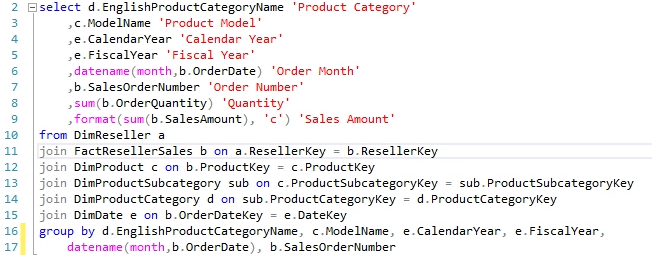 2 select d.EnglishProductCategoryName 'Product Category'
3 ,c.ModelName 'Product Model'
4 ,e.CalendarYear 'Calendar Year'
5 ,e.FiscalYear 'Fiscal Year'
6 ,datename(month,b.OrderDate) 'Order Month'
7 ,b.SalesOrderNumber 'Order Number'
8 ,sum(b.OrderQuantity) 'Quantity'
9 ,format(sum(b.SalesAmount), 'c') 'Sales Amount'
10 from DimReseller a
11 join FactResellerSales b on a.ResellerKey = b.ResellerKey
12 join DimProduct c on b.ProductKey = c.ProductKey
13 join DimProductSubcategory sub on c.ProductSubcategoryKey = sub.ProductSubcategoryKey
14 join DimProductCategory d on sub.ProductCategoryKey = d.ProductCategoryKey
15 join DimDate e on b.OrderDateKey = e.DateKey
16 group by d.EnglishProductCategoryName, c.ModelName, e.CalendarYear, e.FiscalYear,
17 datename(month,b.OrderDate), b.SalesOrderNumber